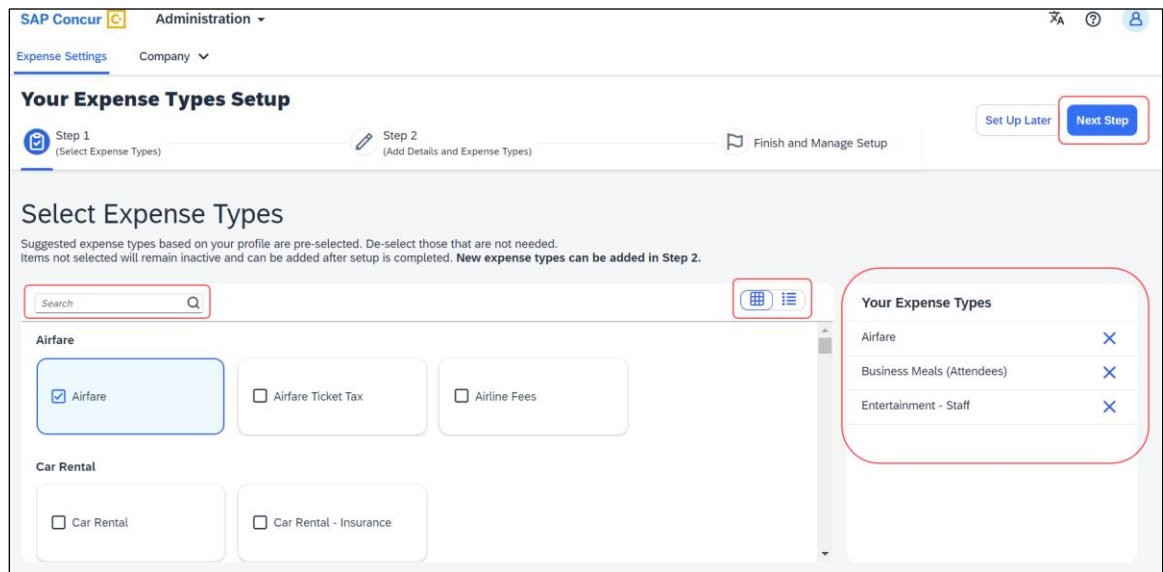 SAP Concur C. Administration
Expense Settings Company
Your Expense Types Setup
Step 1
(Select Expense Types)
Step 2
(Add Details and Expense Types)
Finish and Manage Setup
Set Up Later
Next Step
Select Expense Types
Suggested expense types based on your profile are pre-selected. De-select those that are not needed.
Items not selected will remain inactive and can be added after setup is completed. New expense types can be added in Step 2.
Search
Airfare
Airfare
Airfare Ticket Tax
Airline Fees
Car Rental
Car Rental
Car Rental - Insurance
Your Expense Types
Airfare
Business Meals (Attendees)
Entertainment - Staff